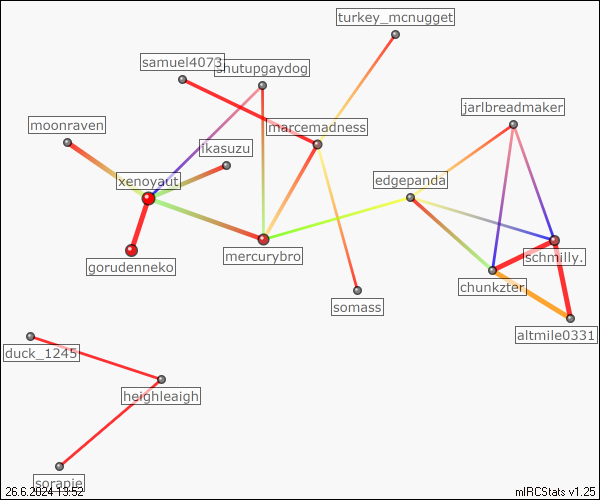 turkey_mcnugget
samuel4073
shutupgaydog
jarlbreadmaker
moonraven
marcemadness
ikasuzu
xenoyaut
edgepanda
mercurybro
schmilly.
gorudenneko
chunkzter
somass
altmile0331
duck_1245
heighleaigh
sorapie
26.6.2024 13:52
mIRCStats v1.25